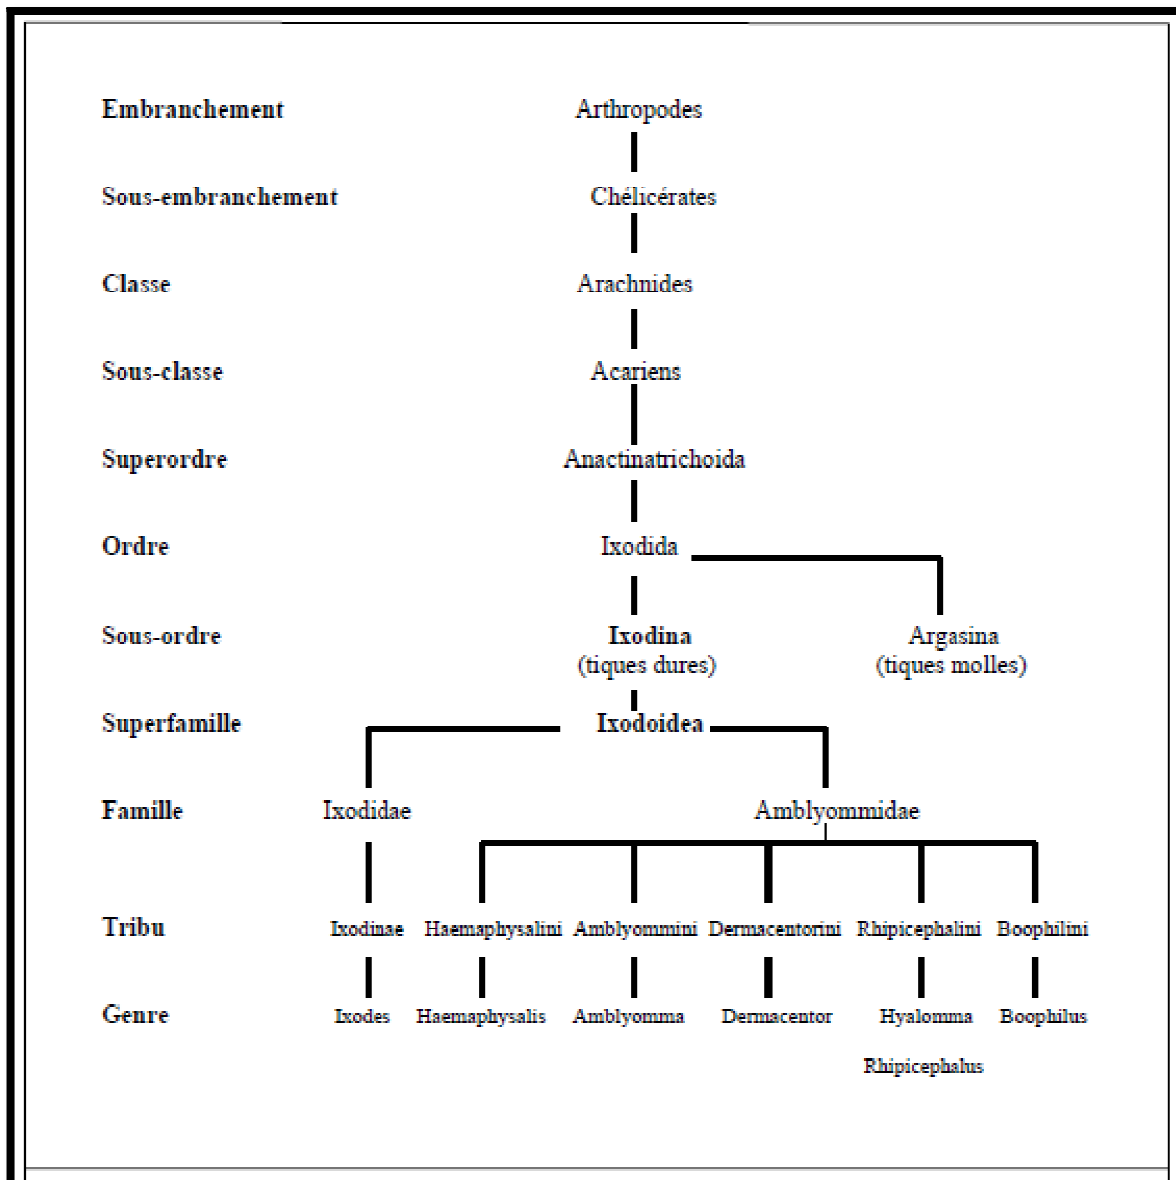 Embranchement Arthropodes
Sous-embranchement Chélicérates
Classe Arachnides
Sous-classe Acariens
Superordre Anactinatrichoida
Ordre Ixodida
Sous-ordre Ixodina Argasina
(tiques dures) (tiques molles)
Superfamille Ixodoidea
Famille Ixodidae Amblyommidae
Tribu Ixodinae Haemaphysalini Amblyommini Dermacentorini Rhipicephalini Boophilini
Genre Ixodes Haemaphysalis Amblyomma Dermacentor Hyalomma Boophilus
Rhipicephalus